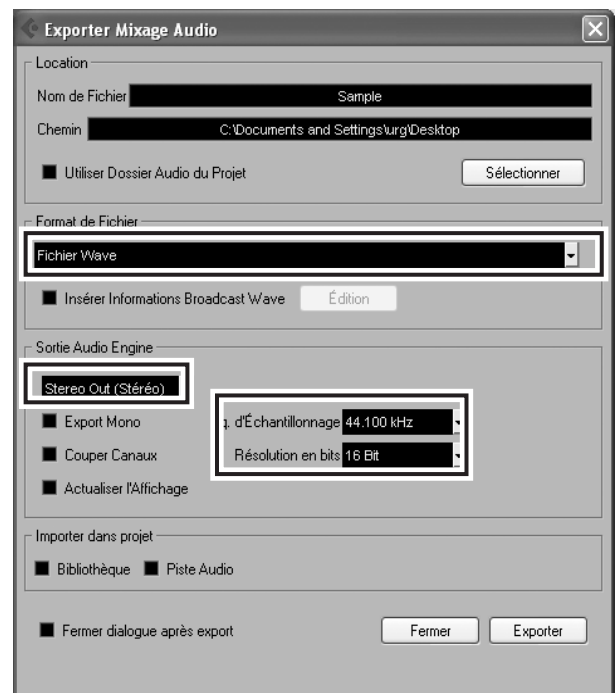 Exporter Mixage Audio
Location
Nom de Fichier Sample
Chemin C:\Documents and Settings\urg\Desktop
Utiliser Dossier Audio du Projet Sélectionner
Format de Fichier
Fichier Wave
Insérer Informations Broadcast Wave Édition
Sortie Audio Engine
Stereo Out (Stéréo)
Export Mono q. d'Échantillonnage 44.100 kHz
Couper Canaux Résolution en bits 16 Bit
Actualiser l'Affichage
Importer dans projet
Bibliothèque Piste Audio
Fermer dialogue après export Fermer Exporter